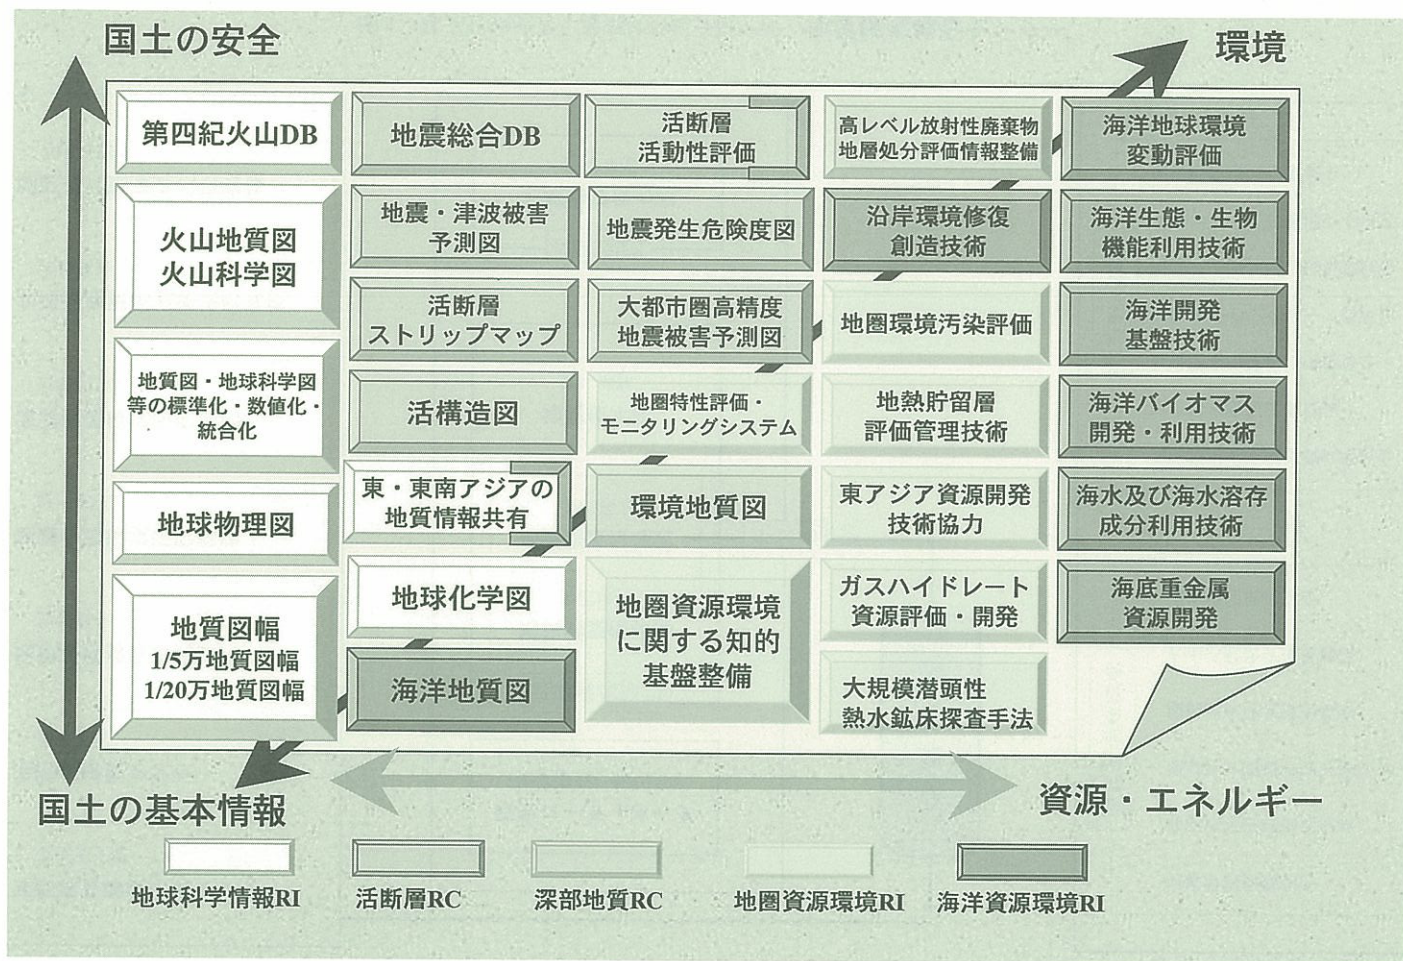 国土の安全
環境
第四紀火山DB
地震総合DB
活断層
活動性評価
高レベル放射性廃棄物
地層処分評価情報整備
海洋地球環境
変動評価
火山地質図
火山科学図
地震・津波被害
予測図
地震発生危険度図
沿岸環境修復
創造技術
海洋生態・生物
機能利用技術
活断層
ストリップマップ
大都市圏高精度
地震被害予測図
地圏環境汚染評価
海洋開発
基盤技術
地質図・地球科学図
等の標準化・数値化・
統合化
活構造図
地圏特性評価・
モニタリングシステム
地熱貯留層
評価管理技術
海洋バイオマス
開発・利用技術
地球物理図
東・東南アジアの
地質情報共有
環境地質図
東アジア資源開発
技術協力
海水及び海水溶存
成分利用技術
地質図幅
1/5万地質図幅
1/20万地質図幅
地球化学図
海洋地質図
地圏資源環境
に関する知的
基盤整備
ガスハイドレート
資源評価・開発
海底重金属
資源開発
大規模潜頭性
熱水鉱床探査手法
国土の基本情報
資源・エネルギー
地球科学情報RI
活断層RC
深部地質RC
地圏資源環境RI
海洋資源環境RI